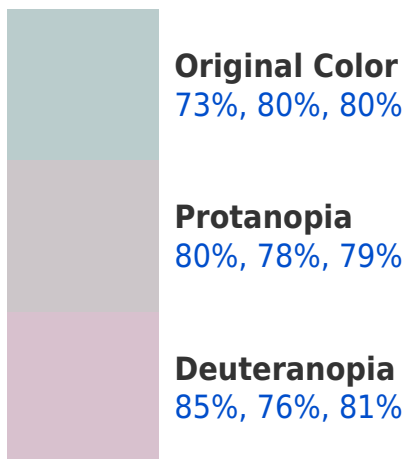 Original Color
73%, 80%, 80%
Protanopia
80%, 78%, 79%
Deuteranopia
85%, 76%, 81%